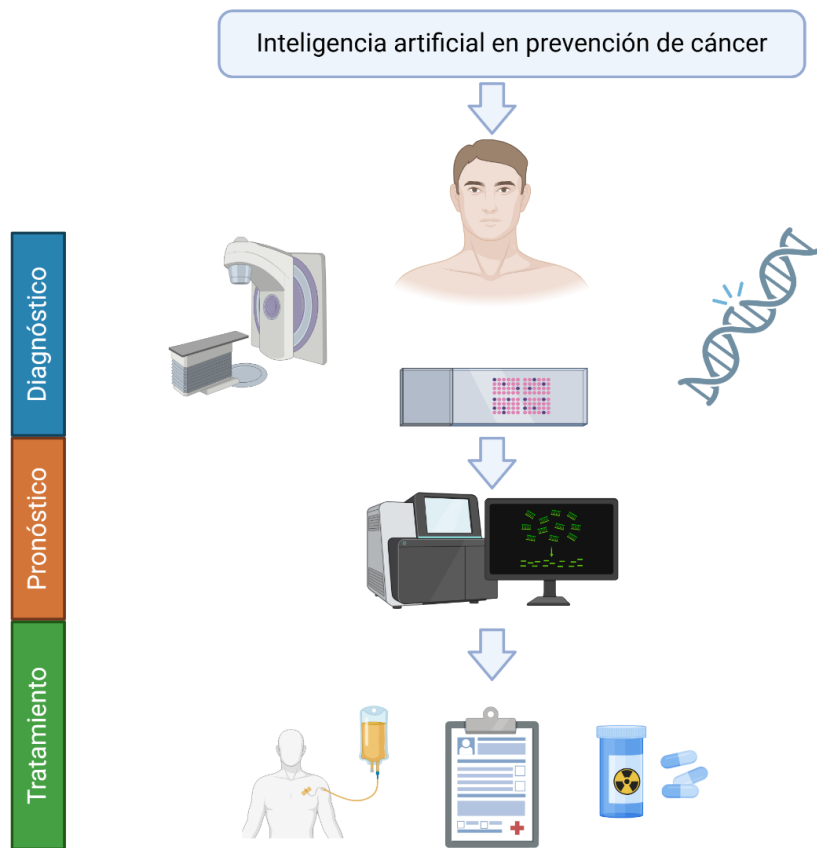 Inteligencia artificial en prevención de cáncer
Diagnóstico
Pronóstico
Tratamiento